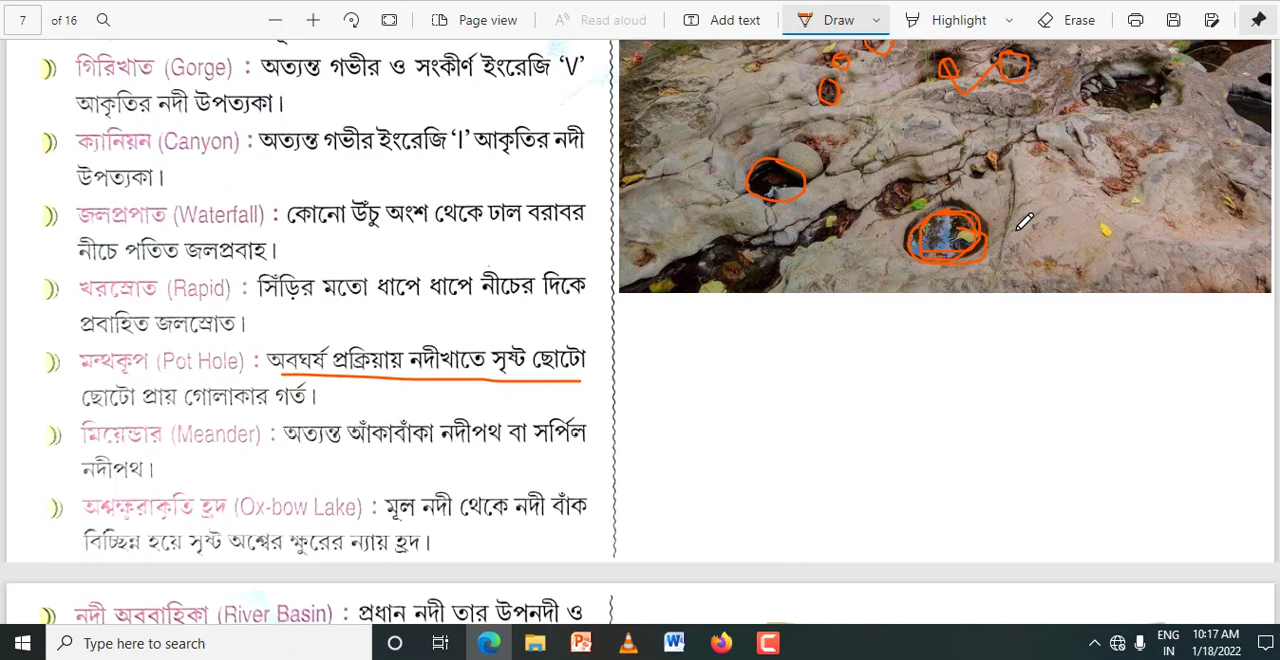 7 of 16 Page view Read aloud Add text Draw Highlight Erase
গিরিখাত (Gorge) : অত্যন্ত গভীর ও সংকীর্ণ ইংরেজি ‘V’
আকৃতির নদী উপত্যকা।
ক্যানিয়ন (Canyon) : অত্যন্ত গভীর ইংরেজি ‘I’ আকৃতির নদী
উপত্যকা।
জলপ্রপাত (Waterfall) : কোনো উঁচু অংশ থেকে ঢাল বরাবর
নীচে পতিত জলপ্রবাহ।
খরস্রোত (Rapid) : সিঁড়ির মতো ধাপে ধাপে নীচের দিকে
প্রবাহিত জলস্রোত।
মন্থকূপ (Pot Hole) : অবঘর্ষ প্রক্রিয়ায় নদীখাতে সৃষ্ট ছোটো
ছোটো প্রায় গোলাকার গর্ত।
মিয়েন্ডার (Meander) : অত্যন্ত আঁকাবাঁকা নদীপথ বা সর্পিল
নদীপথ।
অশ্বক্ষুরাকৃতি হ্রদ (Ox-bow Lake) : মূল নদী থেকে নদী বাঁক
বিচ্ছিন্ন হয়ে সৃষ্ট অশ্বের ক্ষুরের ন্যায় হ্রদ।
নদী অববাহিকা (River Basin) : প্রধান নদী তার উপনদী ও
Type here to search
ENG 10:17 AM
IN 1/18/2022